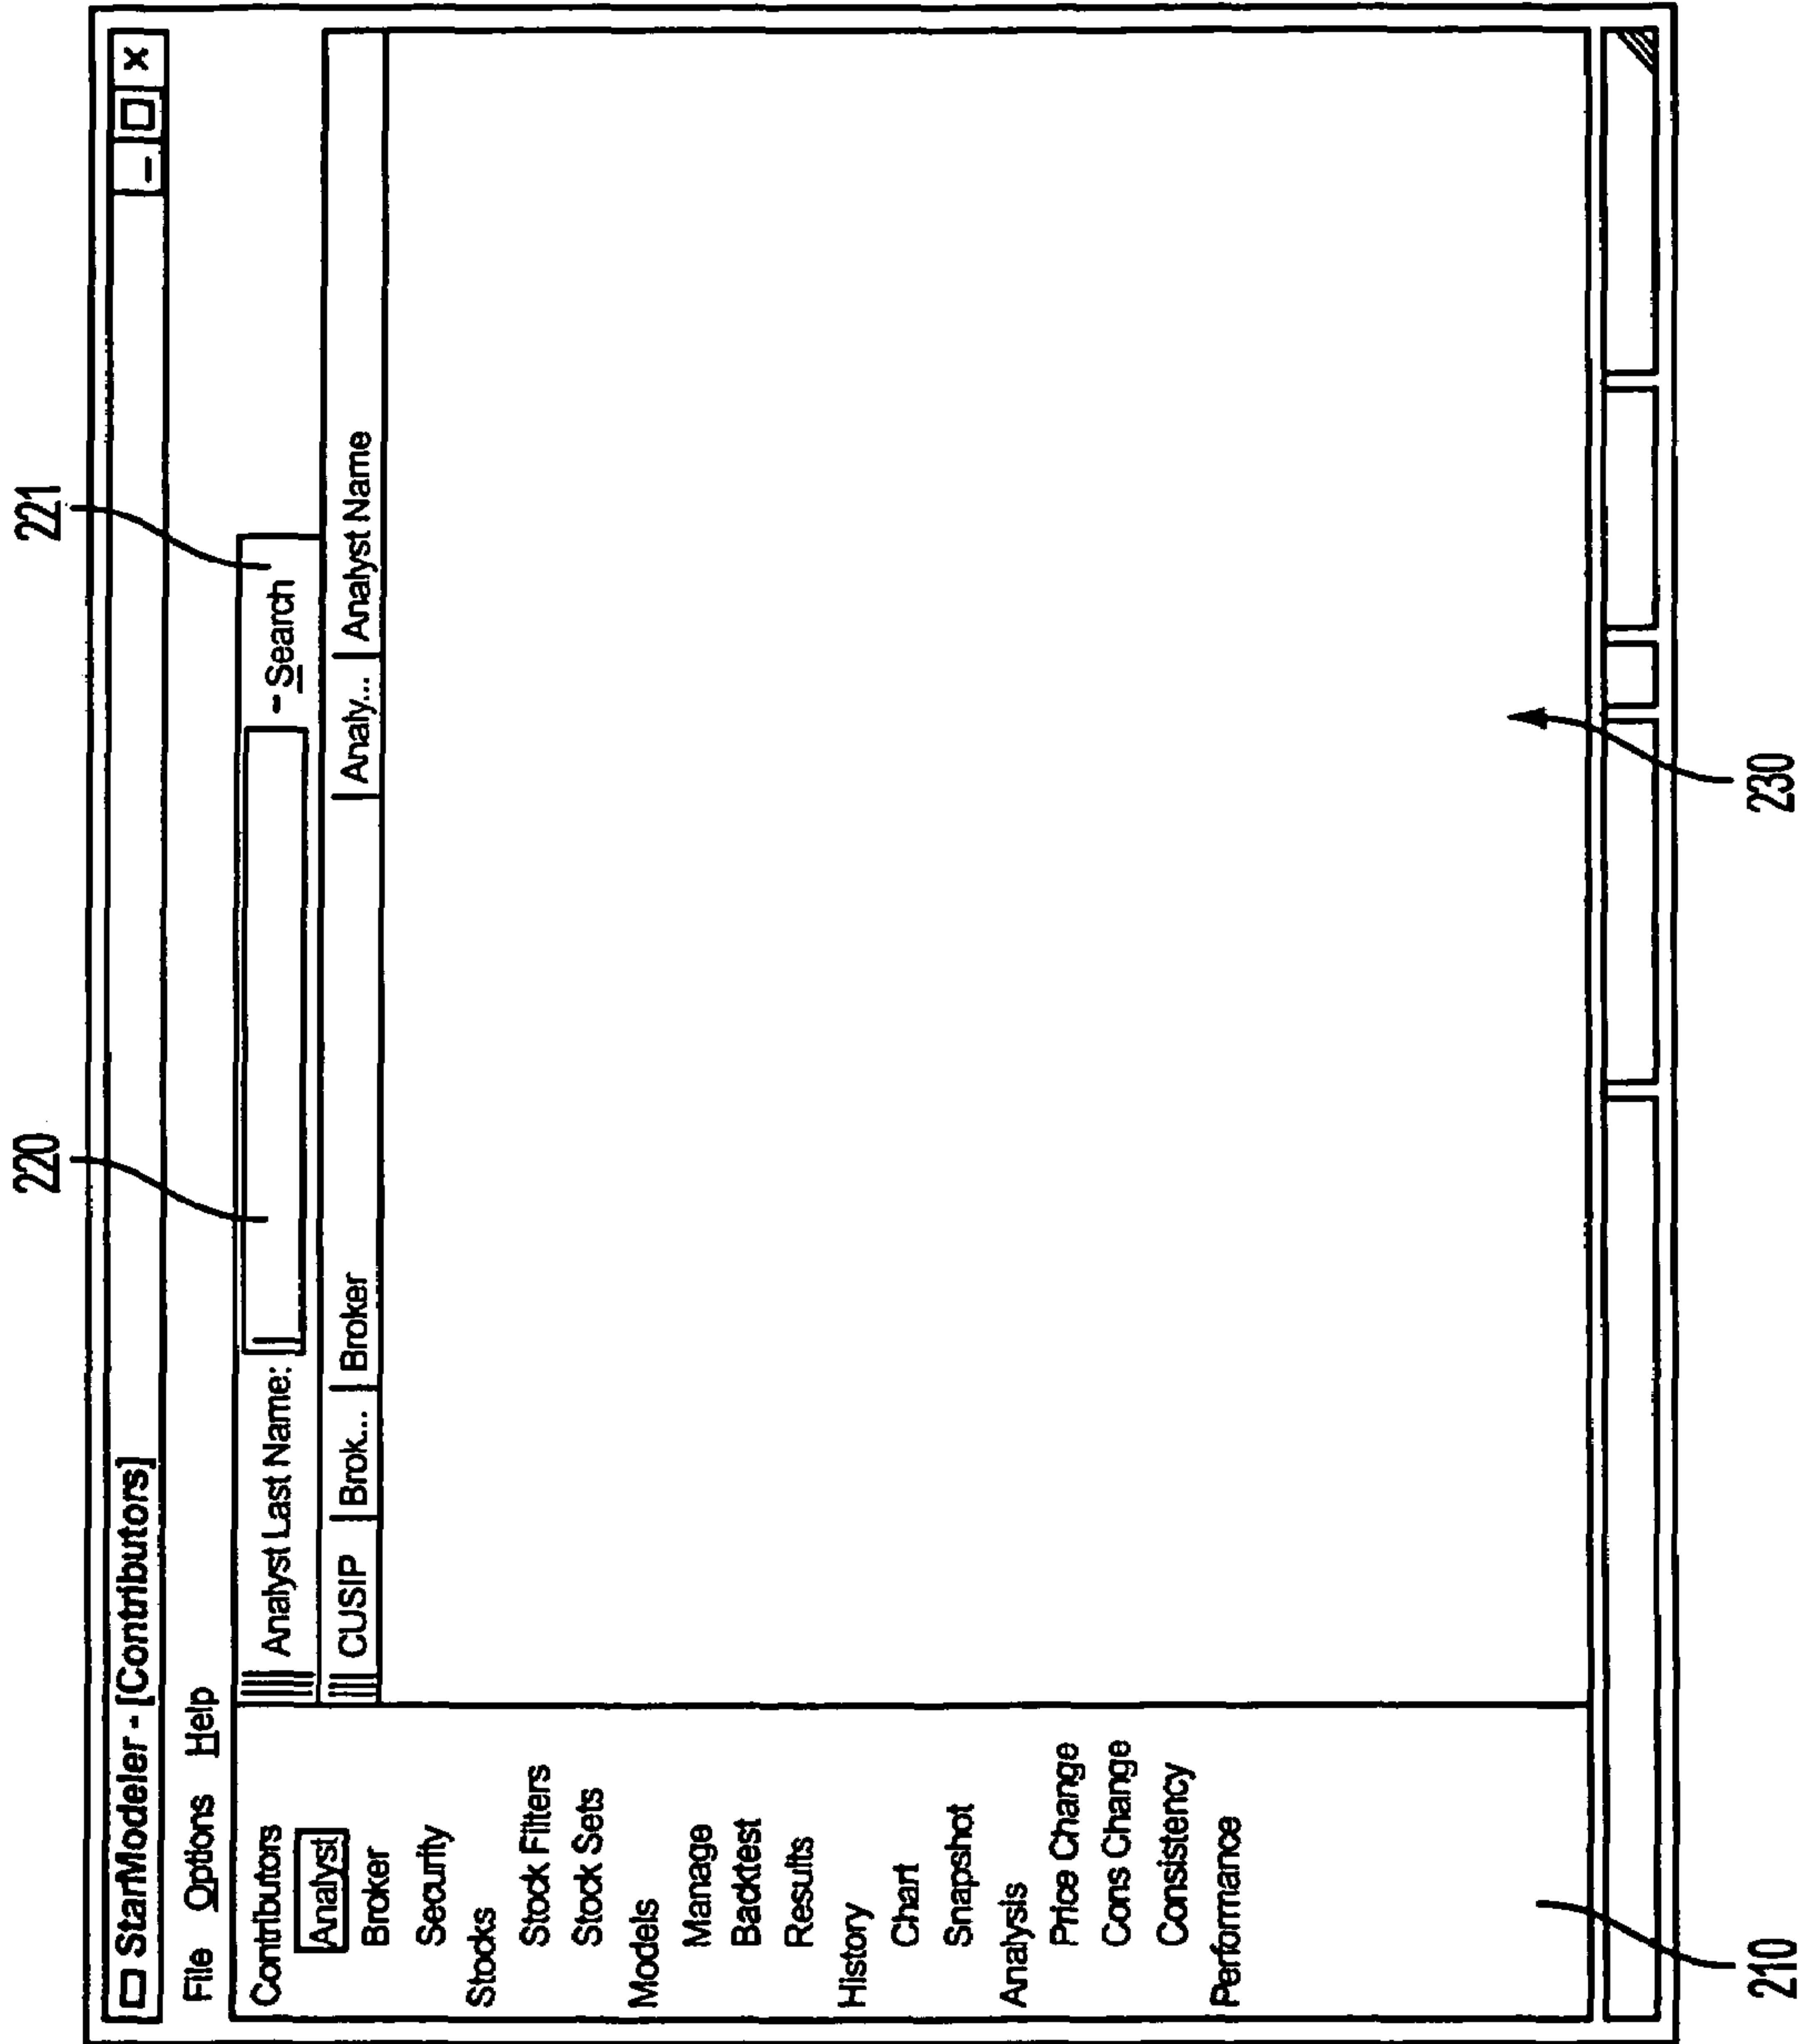 221
220
StarModeler - [Contributors]
File Options Help
Analyst Last Name: Search
CUSIP Brok... Broker Analy... Analyst Name
Contributors
Analyst
Broker
Security
Stocks
Stock Filters
Stock Sets
Models
Manage
Backtest
Results
History
Chart
Snapshot
Analysis
Price Change
Cons Change
Consistency
Performance
210
230